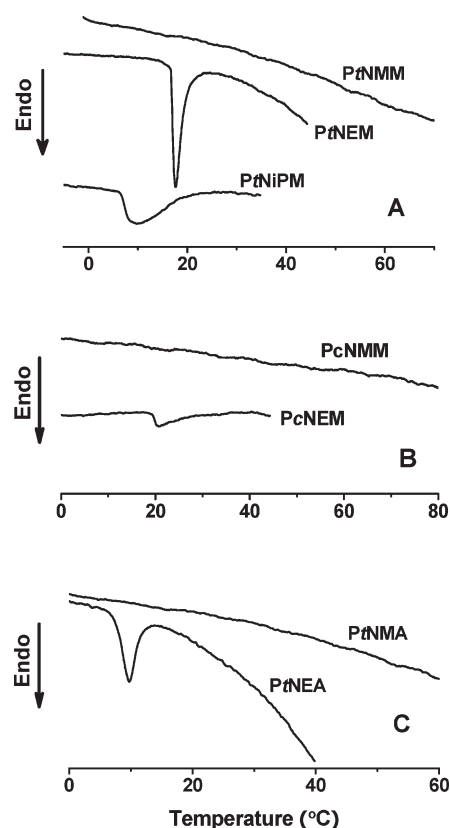 Endo
PtNMM
PtNEM
PtNiPM
A
0 20 40 60
Endo
PcNMM
PcNEM
B
0 20 40 60 80
Endo
PtNMA
PtNEA
C
0 20 40 60
Temperature (°C)